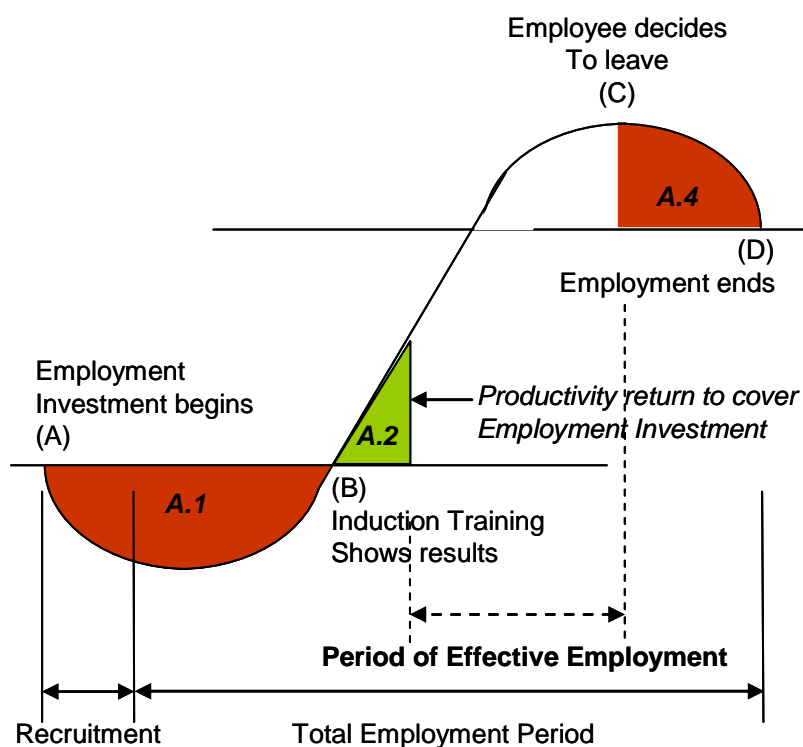 Employee decides
To leave
(C)
A.4
(D)
Employment ends
Employment
Investment begins
(A)
Productivity return to cover
Employment Investment
A.2
A.1
(B)
Induction Training
Shows results
Period of Effective Employment
Recruitment
Total Employment Period